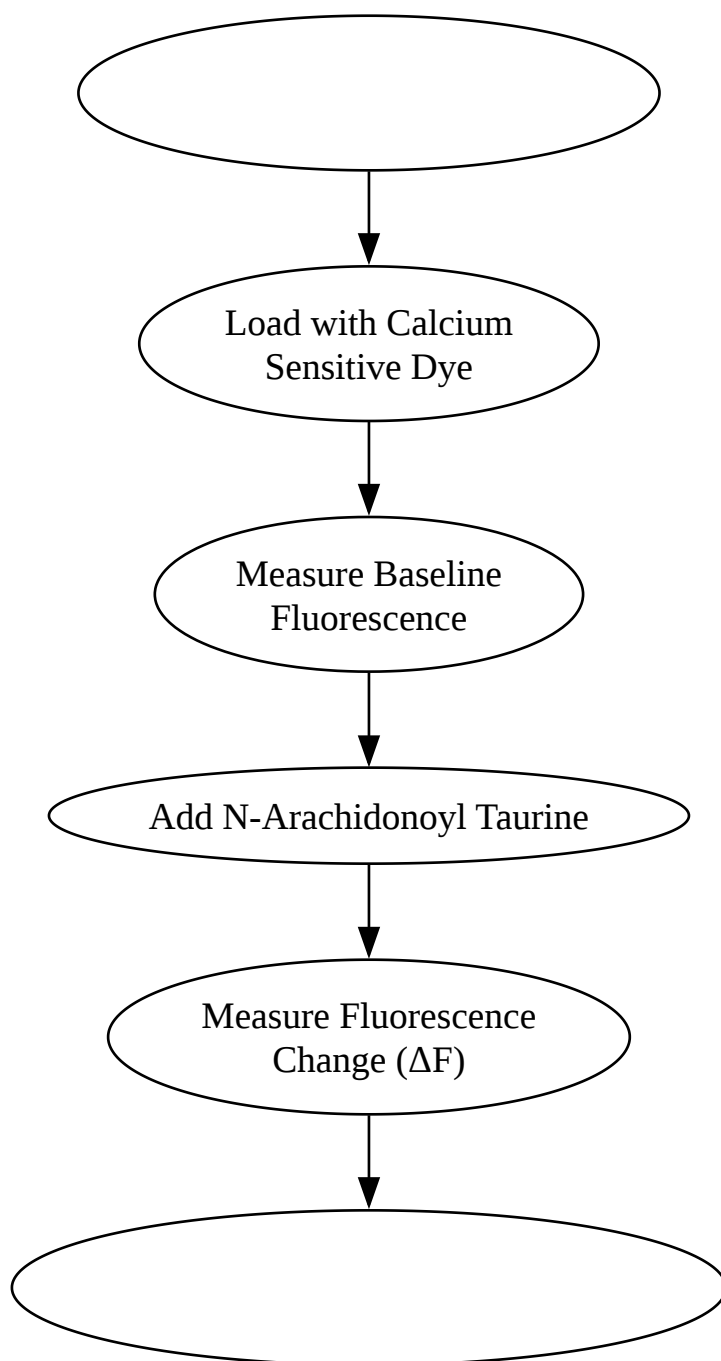 Load with Calcium
Sensitive Dye
Measure Baseline
Fluorescence
Add N-Arachidonoyl Taurine
Measure Fluorescence
Change (ΔF)